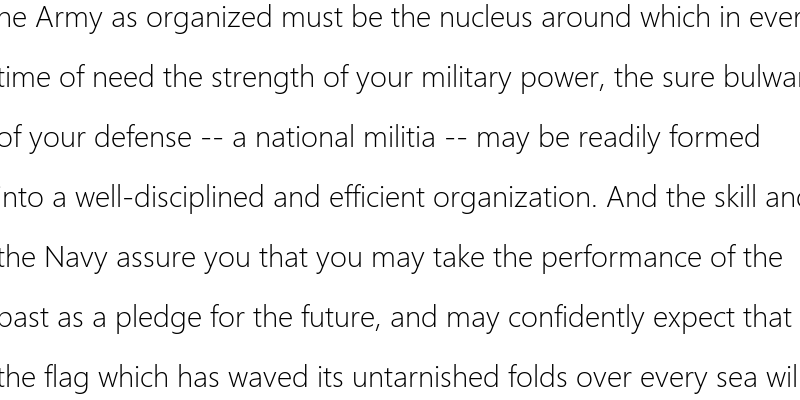 he Army as organized must be the nucleus around which in ever
time of need the strength of your military power, the sure bulwar
of your defense -- a national militia -- may be readily formed
into a well-disciplined and efficient organization. And the skill and
the Navy assure you that you may take the performance of the
past as a pledge for the future, and may confidently expect that
the flag which has waved its untarnished folds over every sea wil